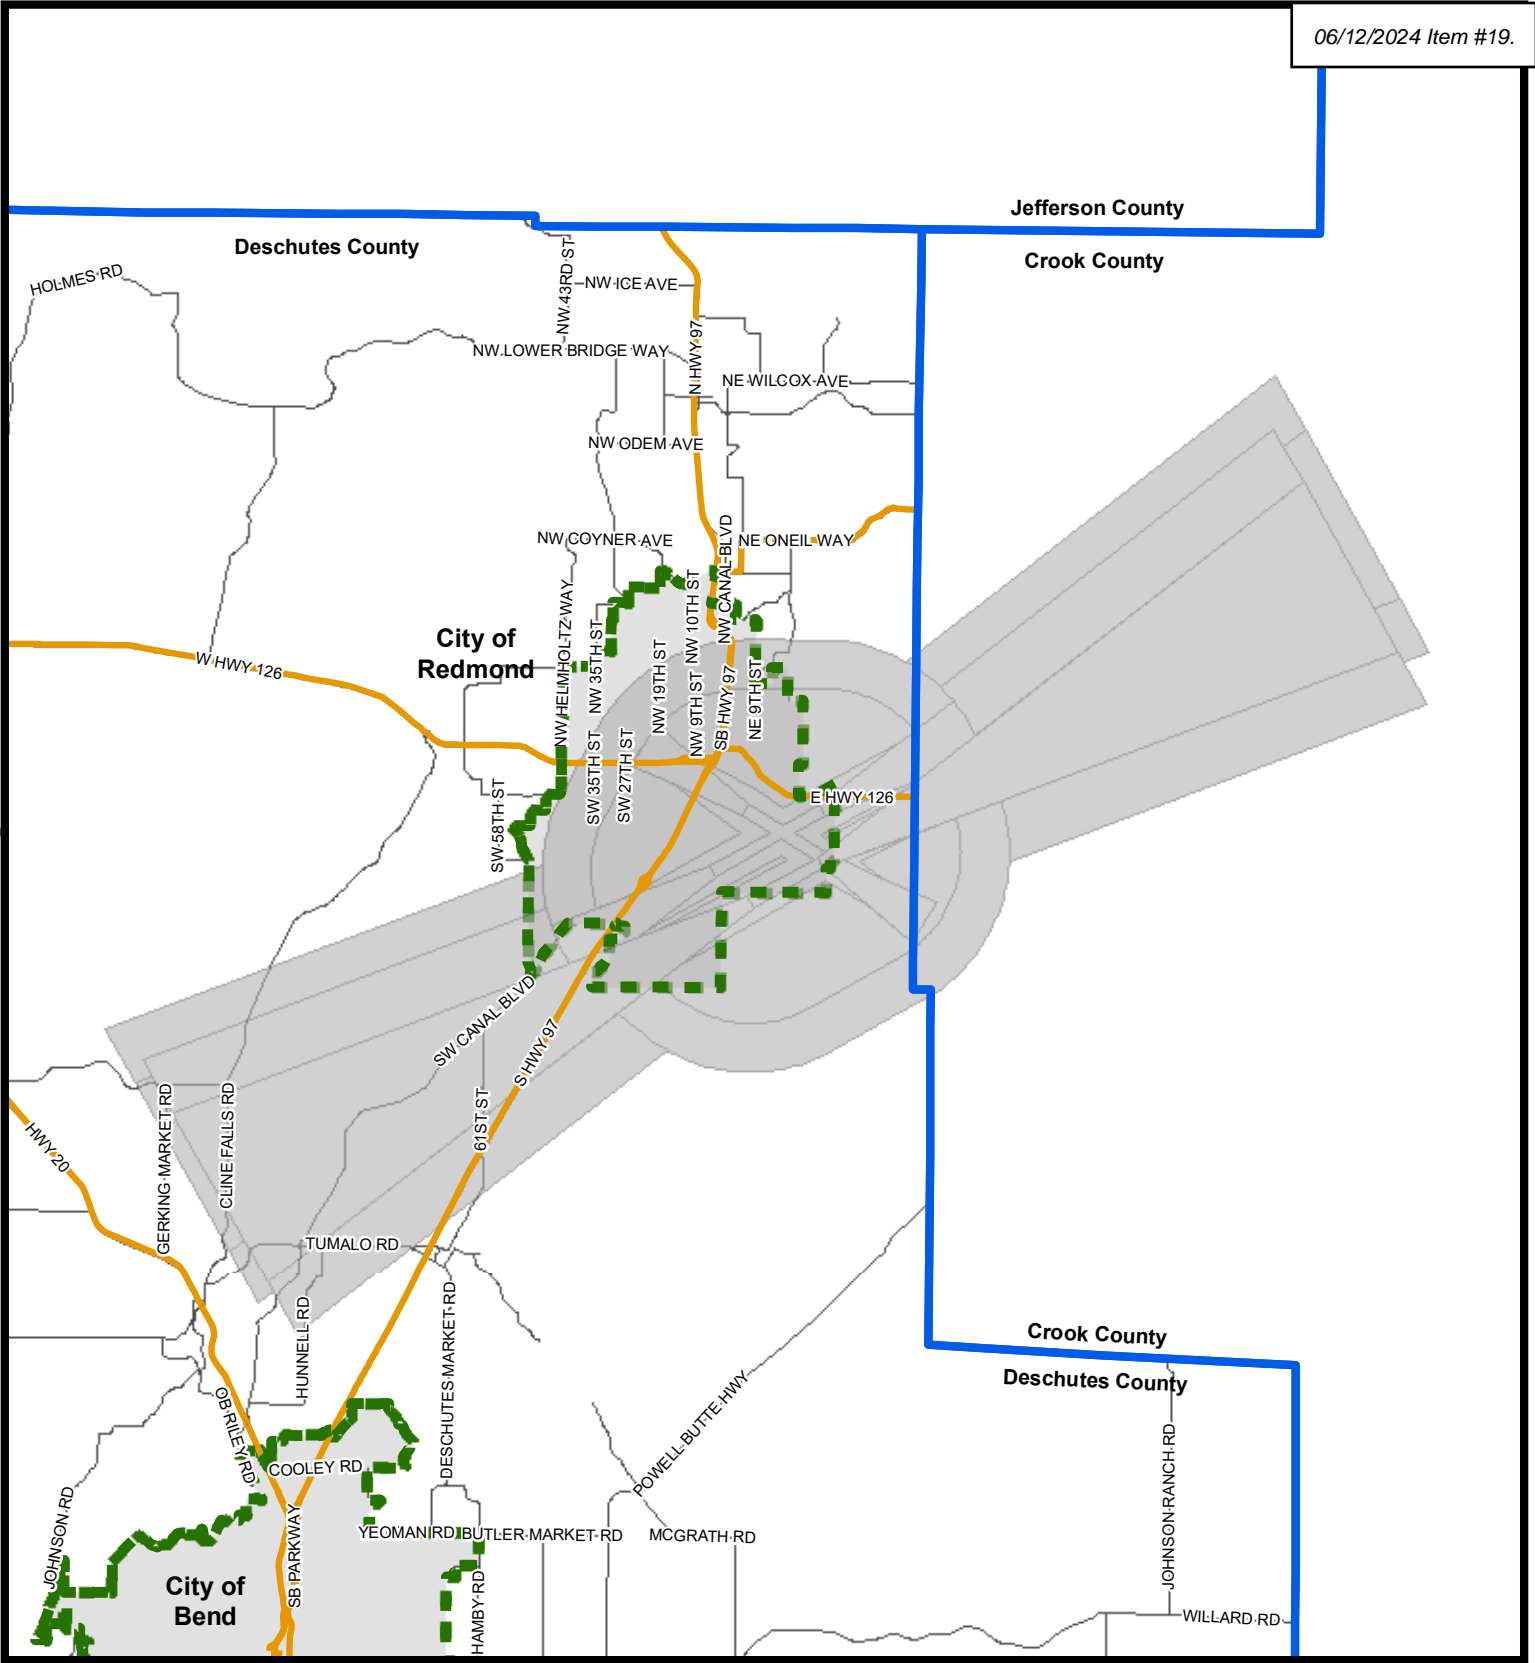 06/12/2024 Item #19.
Jefferson County
Deschutes County
Crook County
HOLMES RD
NW 43RD ST
NW ICE AVE
N HWY 97
NW LOWER BRIDGE WAY
NE WILCOX AVE
NW ODEM AVE
NW COYNER AVE
NW CANAL BLVD
NE ONEIL WAY
NW HELMHOLTZ WAY
NW 35TH ST
NW 10TH ST
City of
Redmond
W HWY 126
NW 19TH ST
NW 9TH ST
SB HWY 97
NE 9TH ST
SW 35TH ST
SW 27TH ST
SW 58TH ST
E HWY 126
SW CANAL BLVD
S HWY 97
61ST ST
HWY 20
GERKING MARKET RD
CLINE FALLS RD
TUMALO RD
HUNNELL RD
DESCHUTES MARKET RD
Crook County
Deschutes County
OB RILEY RD
COOLEY RD
POWELL BUTTE HWY
JOHNSON RANCH RD
JOHNSON RD
SB PARKWAY
YEOMAN RD
BUTLER MARKET RD
MCGRATH RD
City of
Bend
HAMBY RD
WILLARD RD